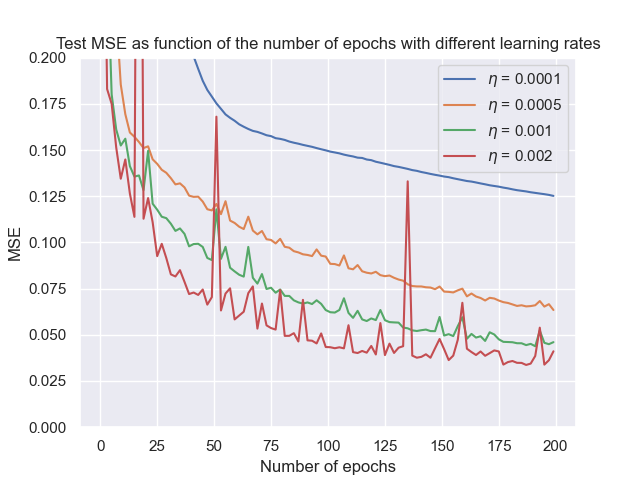 Test MSE as function of the number of epochs with different learning rates
0.200
0.175
0.150
0.125
0.100
0.075
0.050
0.025
0.000
MSE
η = 0.0001
η = 0.0005
η = 0.001
η = 0.002
0 25 50 75 100 125 150 175 200
Number of epochs